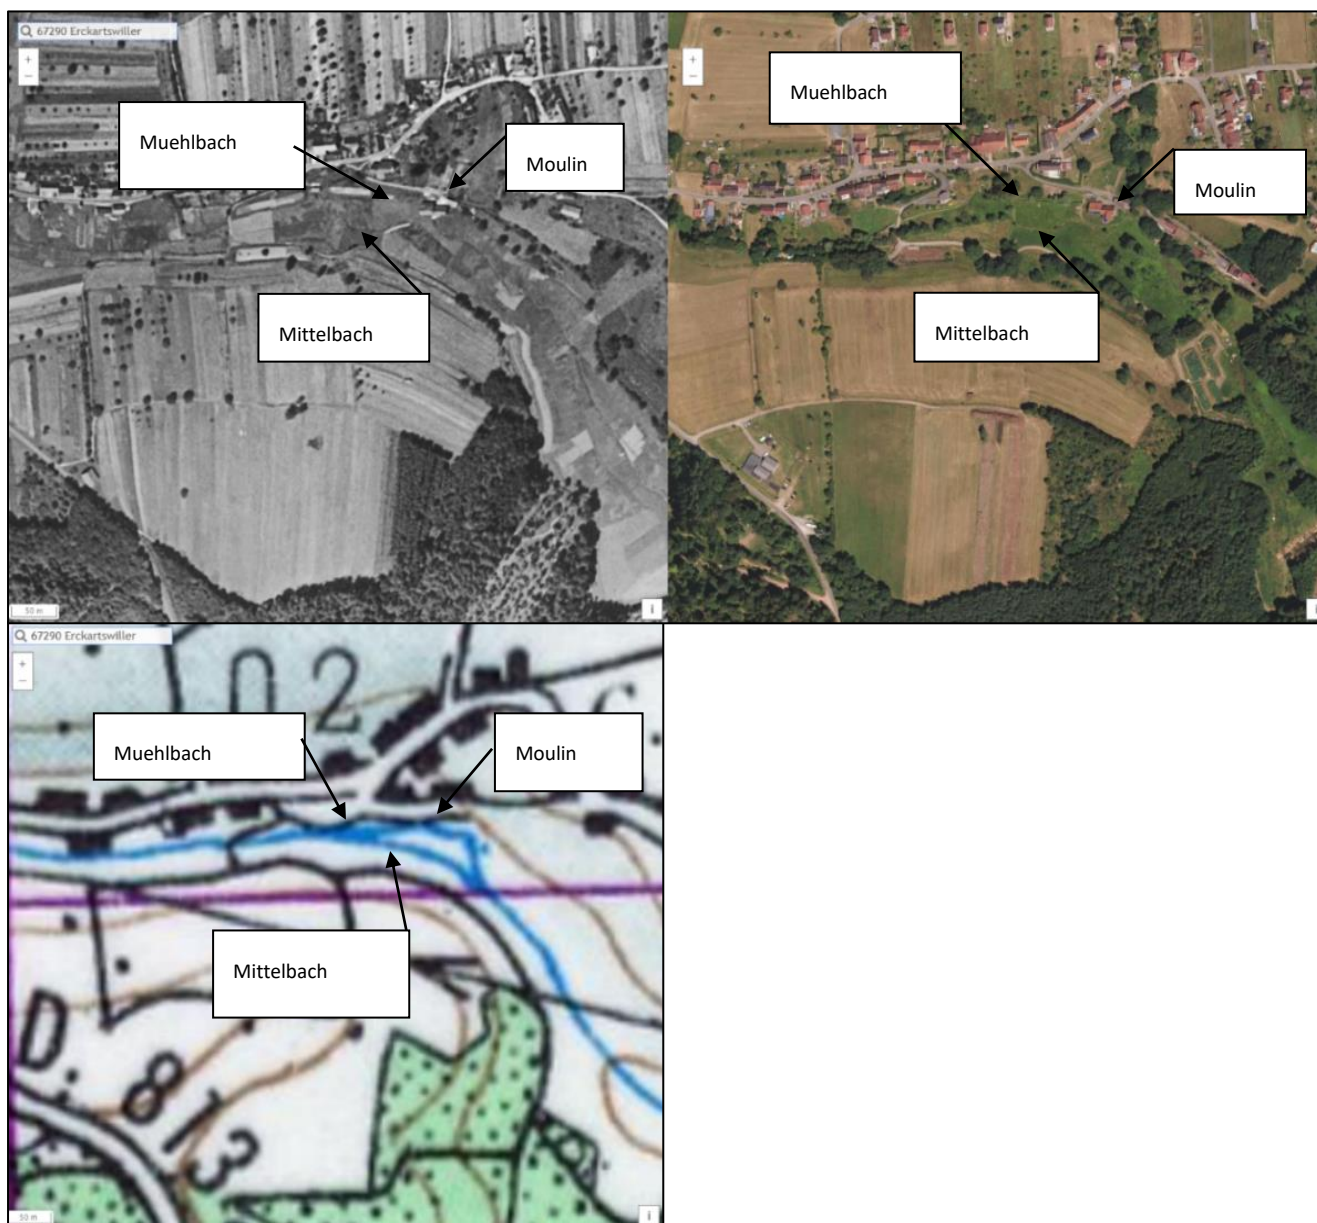 67290 Erckartswiller
+
−
Muehlbach
Moulin
Mittelbach
50 m
i
+
−
Muehlbach
Moulin
Mittelbach
i
67290 Erckartswiller
+
−
02
C
Muehlbach
Moulin
Mittelbach
D. 813
50 m
i